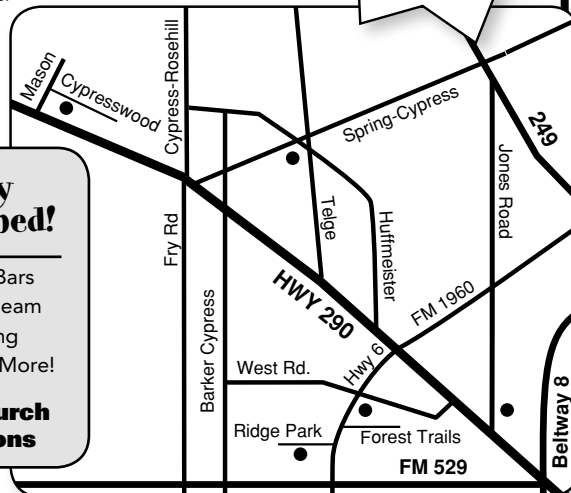 Mason
Cypresswood
Cypress-Rosehill
Spring-Cypress
249
Jones Road
y
ped!
Bars
eam
ng
More!
urch
ons
Fry Rd
Telge
Huffmeister
HWY 290
FM 1960
Barker Cypress
West Rd.
Hwy 6
Ridge Park
Forest Trails
FM 529
Beltway 8